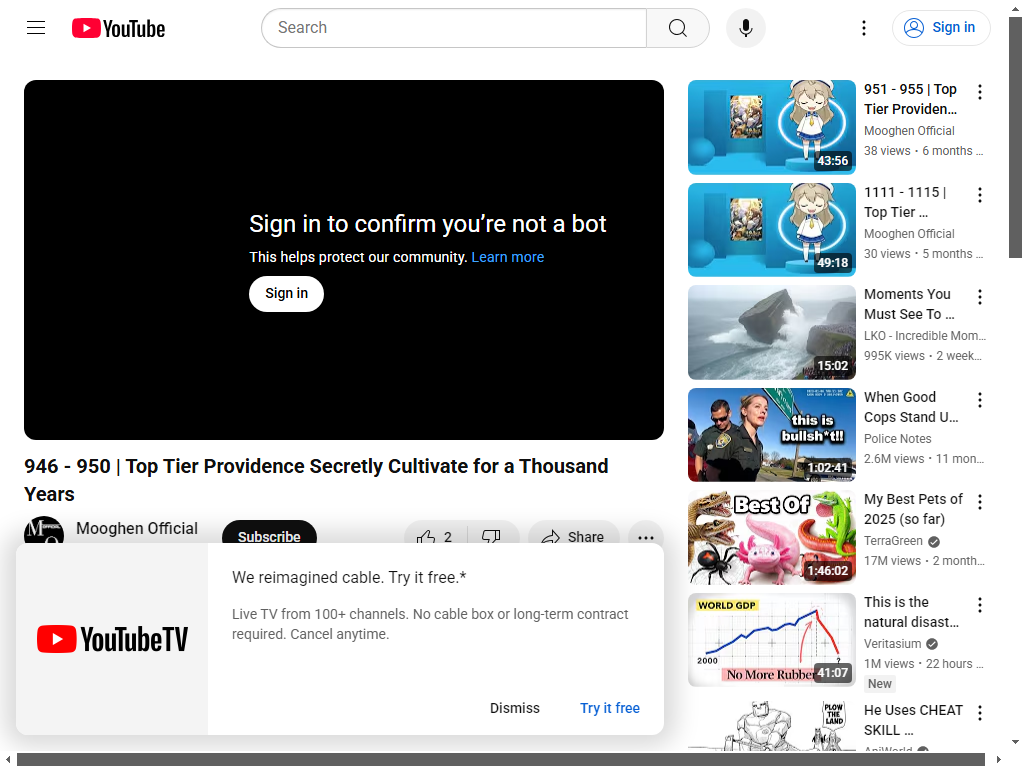 YouTube
Search
Sign in
Sign in to confirm you’re not a bot
This helps protect our community. Learn more
Sign in
946 - 950 | Top Tier Providence Secretly Cultivate for a Thousand
Years
Mooghen Official
Subscribe
2
Share
We reimagined cable. Try it free.*
Live TV from 100+ channels. No cable box or long-term contract
required. Cancel anytime.
YouTubeTV
Dismiss
Try it free
43:56
951 - 955 | Top
Tier Providen...
Mooghen Official
38 views • 6 months ...
49:18
1111 - 1115 |
Top Tier ...
Mooghen Official
30 views • 5 months ...
15:02
Moments You
Must See To ...
LKO - Incredible Mom...
995K views • 2 week...
this is
bullsh*t!!
1:02:41
When Good
Cops Stand U...
Police Notes
2.6M views • 11 mon...
Best Of
1:46:02
My Best Pets of
2025 (so far)
TerraGreen
17M views • 2 month...
WORLD GDP
2000
?
No More Rubber
41:07
This is the
natural disast...
Veritasium
1M views • 22 hours ...
New
PLOW
THE
LAND
He Uses CHEAT
SKILL ...
AniWorld